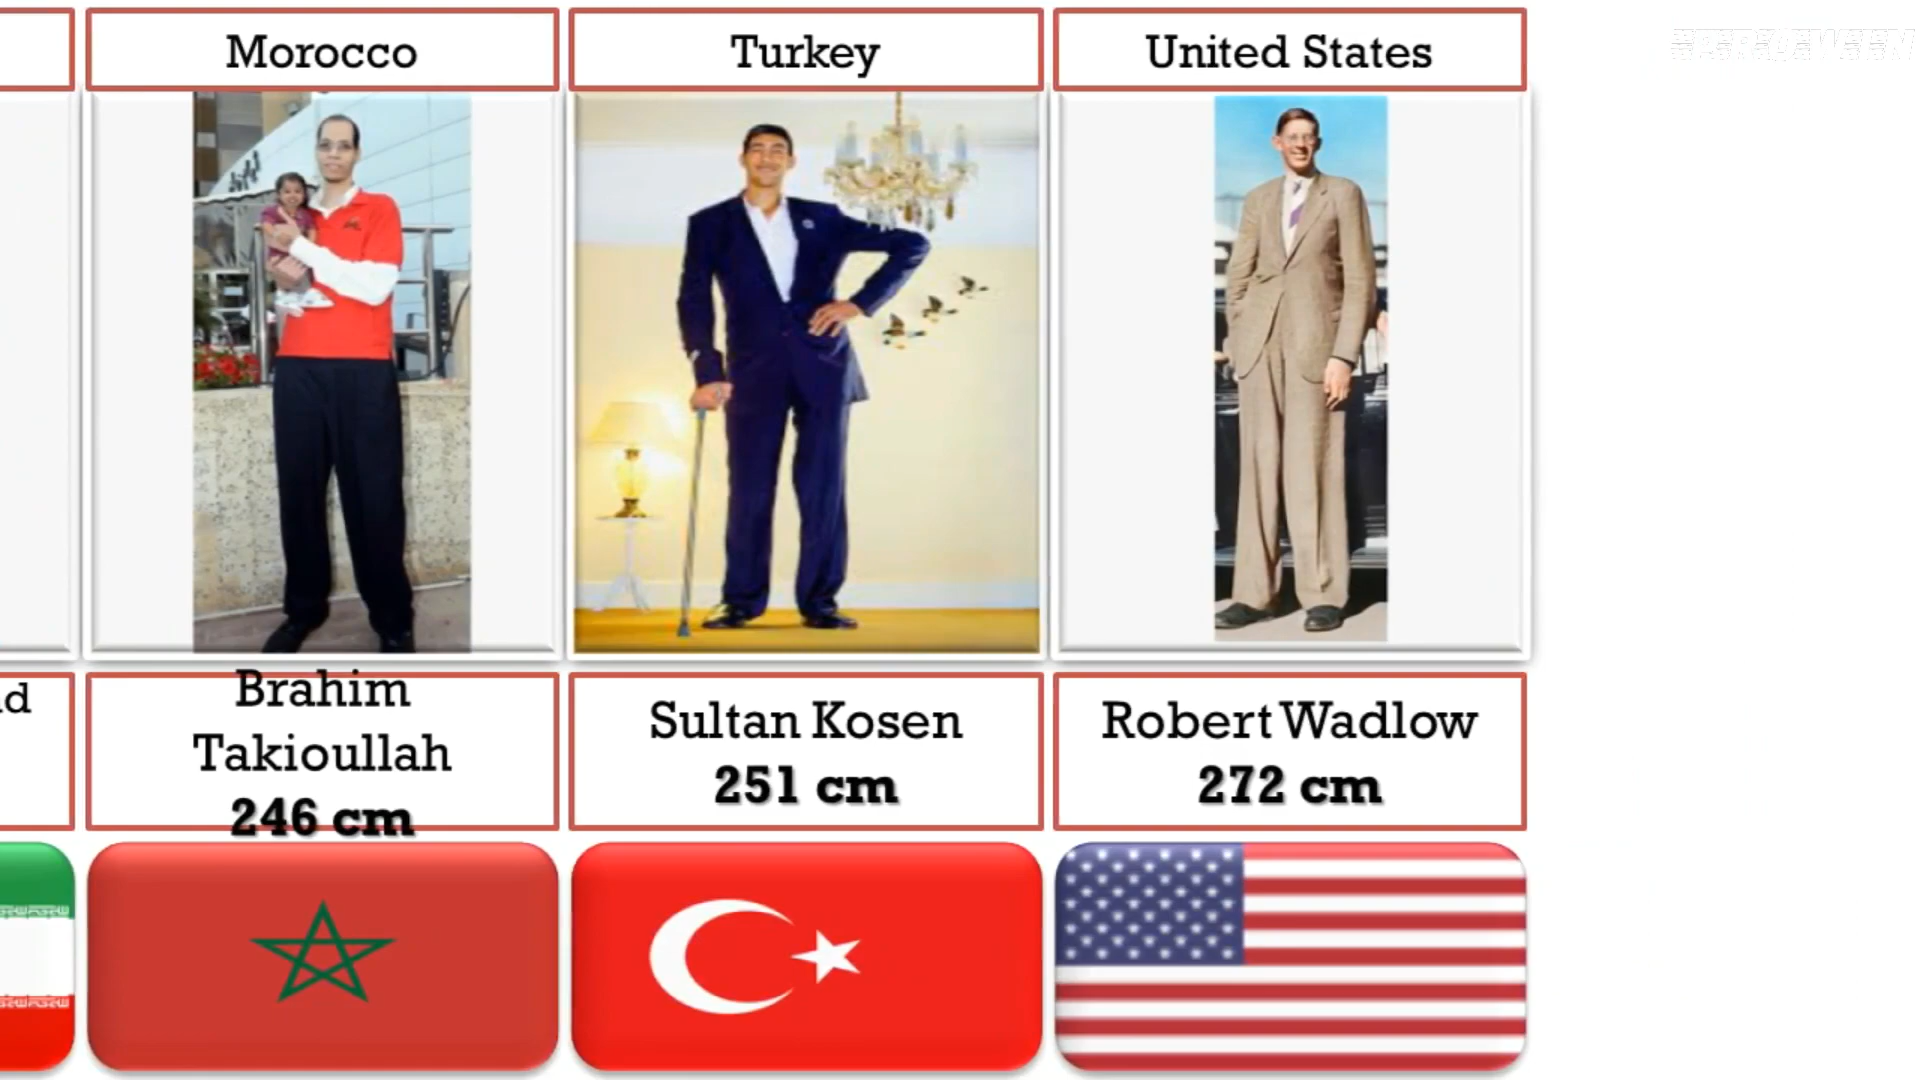 Morocco
Turkey
United States
Brahim
Takioullah
246 cm
Sultan Kosen
251 cm
Robert Wadlow
272 cm